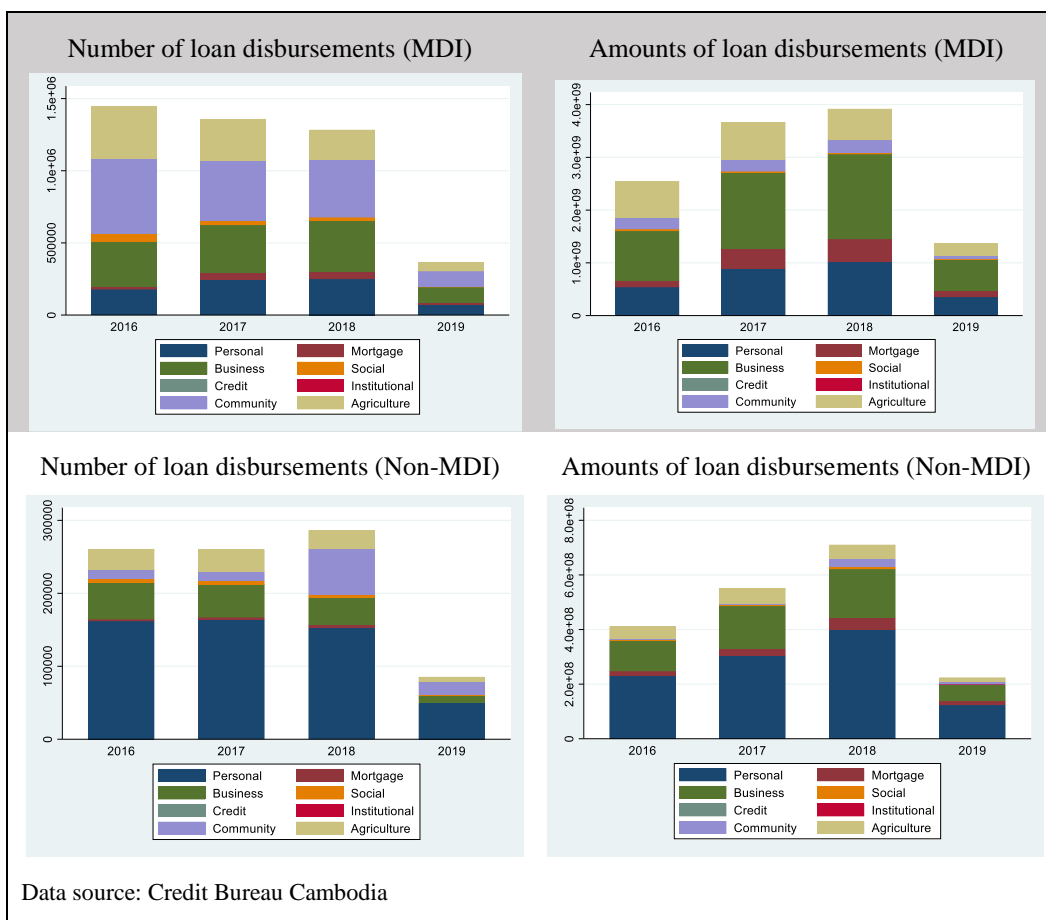 Number of loan disbursements (MDI)
Amounts of loan disbursements (MDI)
1.5e+06
1.0e+06
500000
0
2016 2017 2018 2019
Personal Mortgage
Business Social
Credit Institutional
Community Agriculture
4.0e+09
3.0e+09
2.0e+09
1.0e+09
0
2016 2017 2018 2019
Personal Mortgage
Business Social
Credit Institutional
Community Agriculture
Number of loan disbursements (Non-MDI)
Amounts of loan disbursements (Non-MDI)
300000
200000
100000
0
2016 2017 2018 2019
Personal Mortgage
Business Social
Credit Institutional
Community Agriculture
8.0e+08
6.0e+08
4.0e+08
2.0e+08
0
2016 2017 2018 2019
Personal Mortgage
Business Social
Credit Institutional
Community Agriculture
Data source: Credit Bureau Cambodia